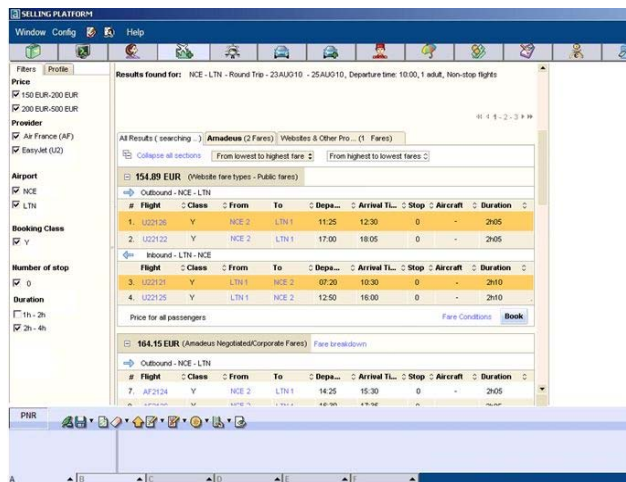 SELLING PLATFORM
Window Config Help
Filters Profile
Price
150 EUR-200 EUR
200 EUR-500 EUR
Provider
Air France (AF)
EasyJet (U2)
Airport
NCE
LTN
Booking Class
Y
Number of stop
0
Duration
1h - 2h
2h - 4h
Results found for: NCE - LTN - Round Trip - 23AUG10 - 25AUG10, Departure time: 10:00, 1 adult, Non-stop flights
1 - 2 - 3
All Results ( searching ...) Amadeus (2 Fares) Websites & Other Pro... (1 Fares)
Collapse all sections From lowest to highest fare From highest to lowest fares
154.89 EUR (Website fare types - Public fares)
Outbound - NCE - LTN
# Flight Class From To Depa... Arrival Ti... Stop Aircraft Duration
1. U22126 Y NCE 2 LTN 1 11:25 12:30 0 - 2h05
2. U22122 Y NCE 2 LTN 1 17:00 18:05 0 - 2h05
Inbound - LTN - NCE
Flight Class From To Depa... Arrival Ti... Stop Aircraft Duration
3. U22121 Y LTN 1 NCE 2 07:20 10:30 0 - 2h10
4. U22125 Y LTN 1 NCE 2 12:50 16:00 0 - 2h10
Price for all passengers Fare Conditions Book
164.15 EUR (Amadeus Negotiated/Corporate Fares) Fare breakdown
Outbound - NCE - LTN
# Flight Class From To Depa... Arrival Ti... Stop Aircraft Duration
7. AF2124 Y NCE 2 LTN 1 14:25 15:30 0 - 2h05
PNR
A B C D E F